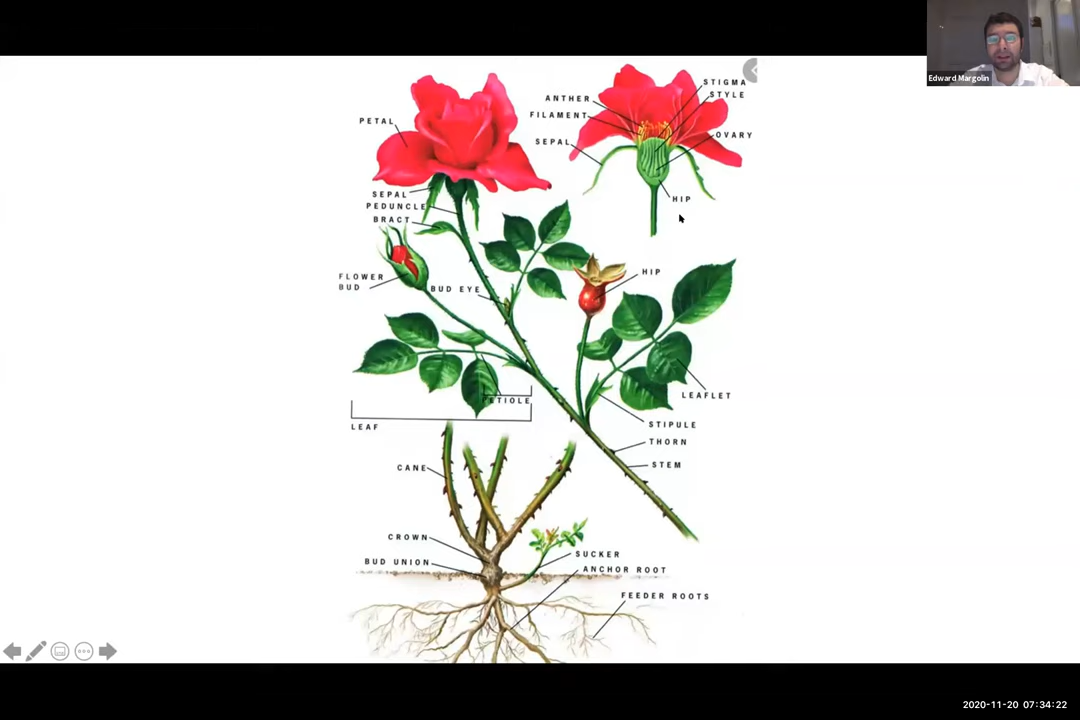 Edward Margolin
STIGMA
STYLE
ANTHER
FILAMENT
SEPAL
OVARY
HIP
PETAL
SEPAL
PEDUNCLE
BRACT
FLOWER
BUD
BUD EYE
HIP
PETIOLE
LEAF
LEAFLET
STIPULE
THORN
STEM
CANE
CROWN
BUD UNION
SUCKER
ANCHOR ROOT
FEEDER ROOTS
2020-11-20 07:34:22